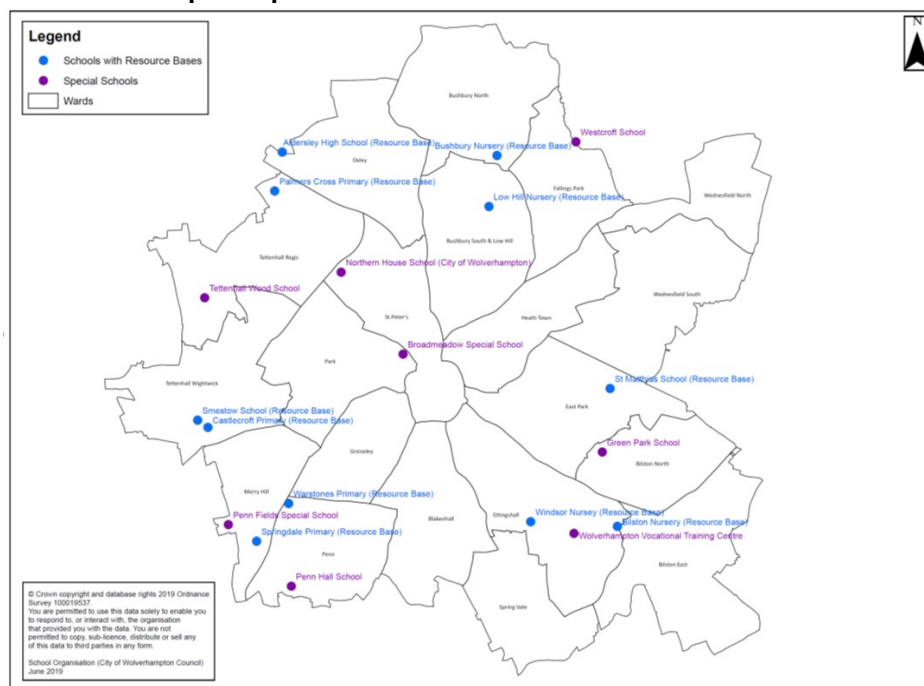 N
Legend
Schools with Resource Bases
Special Schools
Wards
Bushbury North
Westcroft School
Aldersley High School (Resource Base)
Bushbury Nursery (Resource Base)
Oxley
Palmers Cross Primary (Resource Base)
Fallings Park
Low Hill Nursery (Resource Base)
Wednesfield North
Bushbury South & Low Hill
Tettenhall Regis
Northern House School (City of Wolverhampton)
Tettenhall Wood School
Wednesfield South
St Peter's
Heath Town
Broadmeadow Special School
Park
Tettenhall Wightwick
St Matthias School (Resource Base)
East Park
Smestow School (Resource Base)
Castlecroft Primary (Resource Base)
Green Park School
Graiseley
Bilston North
Merry Hill
Warstones Primary (Resource Base)
Penn Fields Special School
Blakenhall
Ettingshall
Windsor Nursey (Resource Base)
Bilston Nursery (Resource Base)
Springdale Primary (Resource Base)
Wolverhampton Vocational Training Centre
Penn
Bilston East
Penn Hall School
Spring Vale
© Crown copyright and database rights 2019 Ordnance
Survey 100019537.
You are permitted to use this data solely to enable you
to respond to, or interact with, the organisation
that provided you with the data. You are not
permitted to copy, sub-licence, distribute or sell any
of this data to third parties in any form.
School Organisation (City of Wolverhampton Council)
June 2019